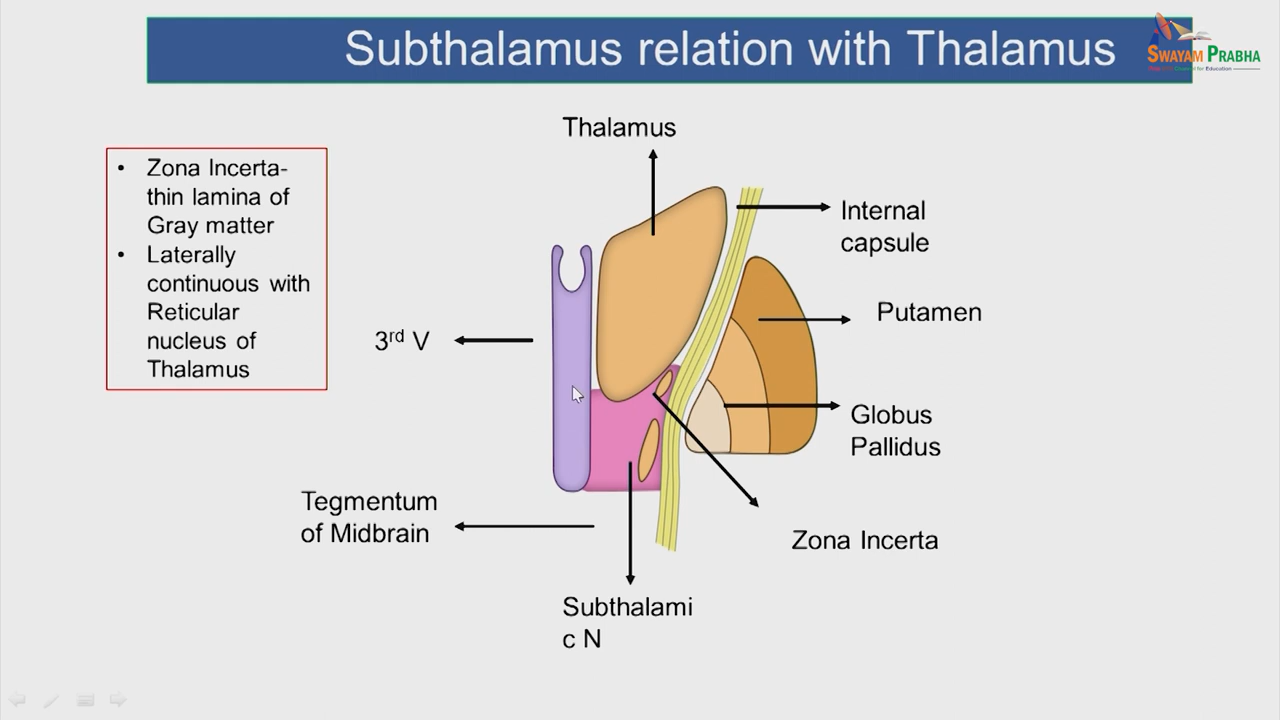 Subthalamus relation with Thalamus
SWAYAM PRABHA
Thalamus
• Zona Incerta-
thin lamina of
Gray matter
• Laterally
continuous with
Reticular
nucleus of
Thalamus
Internal
capsule
Putamen
3rd V
Globus
Pallidus
Tegmentum
of Midbrain
Zona Incerta
Subthalami
c N